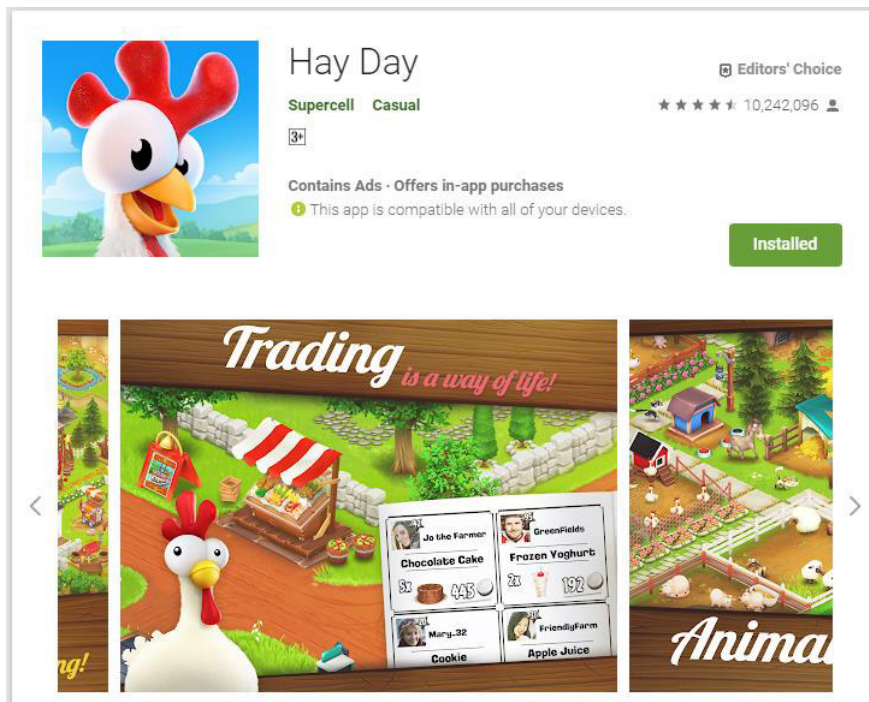 Hay Day
Editors' Choice
Supercell Casual
10,242,096
3+
Contains Ads · Offers in-app purchases
This app is compatible with all of your devices.
Installed
Trading
is a way of life!
Jo the Farmer
GreenFields
Chocolate Cake
Frozen Yoghurt
5x 445
2x 192
Mary_32
FriendlyFarm
Cookie
Apple Juice
ng!
Anima